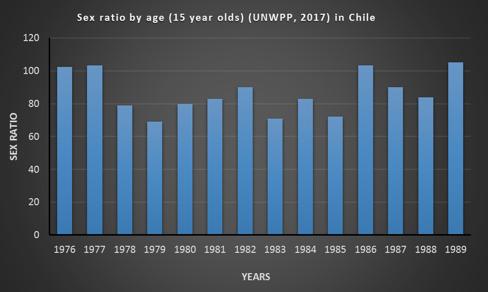 Sex ratio by age (15 year olds) (UNWPP, 2017) in Chile
120
100
80
60
40
20
0
SEX RATIO
1976 1977 1978 1979 1980 1981 1982 1983 1984 1985 1986 1987 1988 1989
YEARS